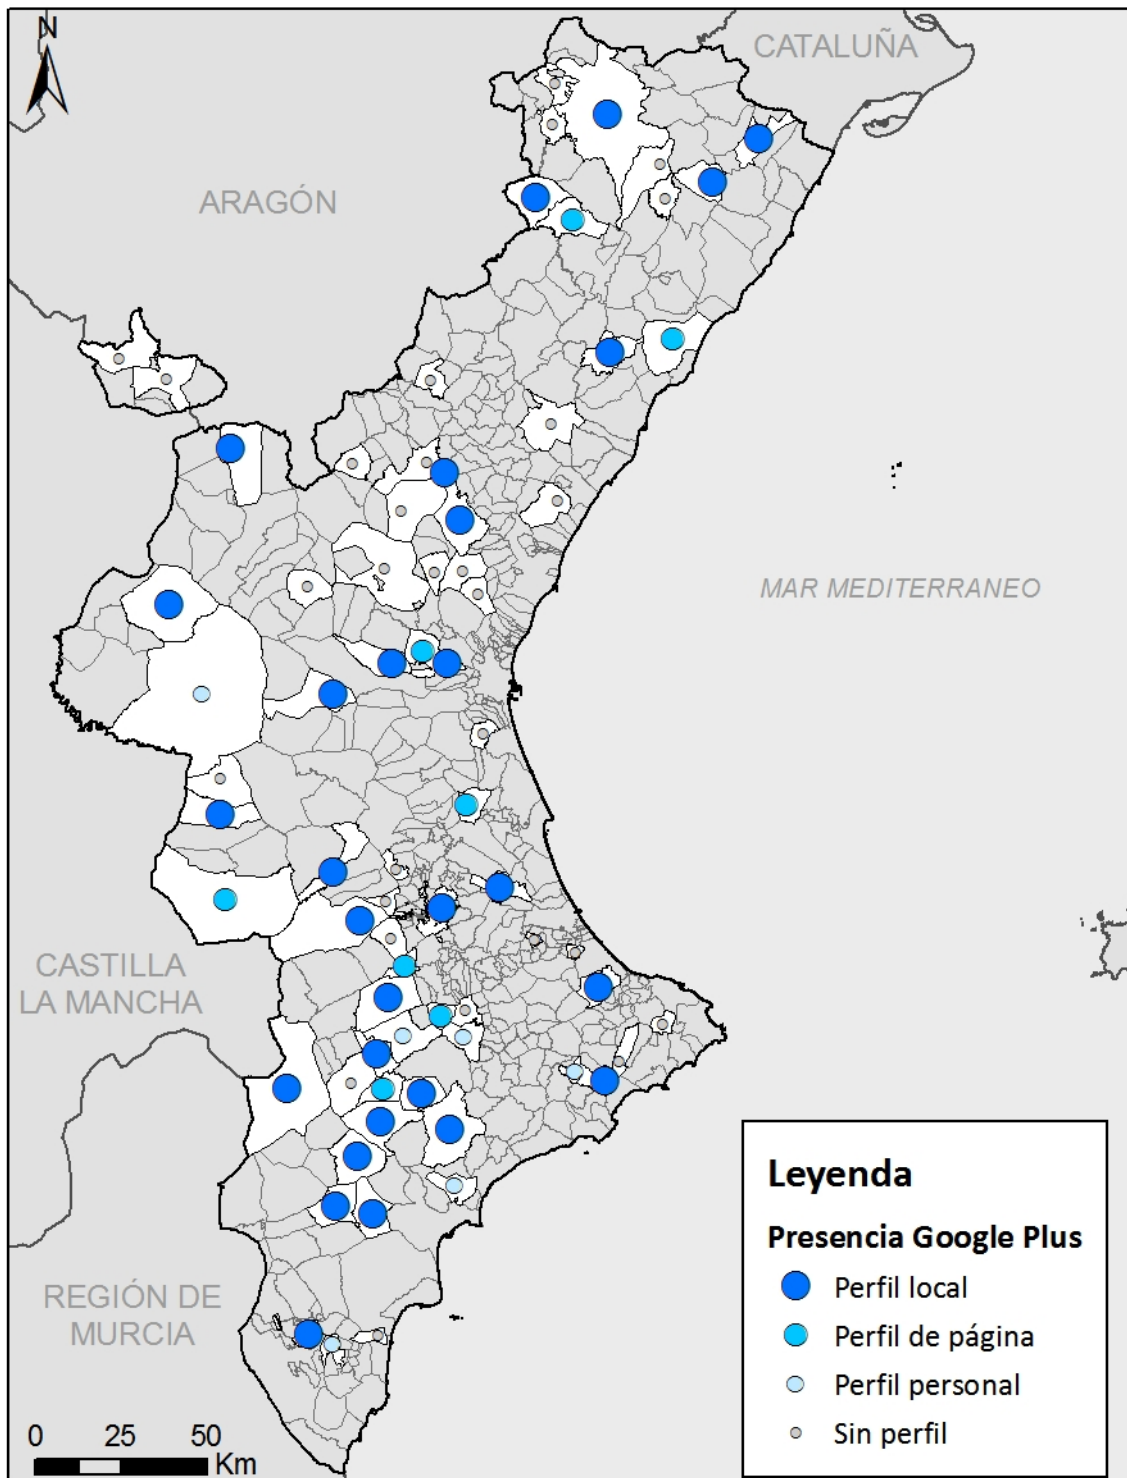 N
CATALUÑA
ARAGÓN
MAR MEDITERRANEO
CASTILLA
LA MANCHA
REGIÓN DE
MURCIA
Leyenda
Presencia Google Plus
Perfil local
Perfil de página
Perfil personal
Sin perfil
0 25 50
Km